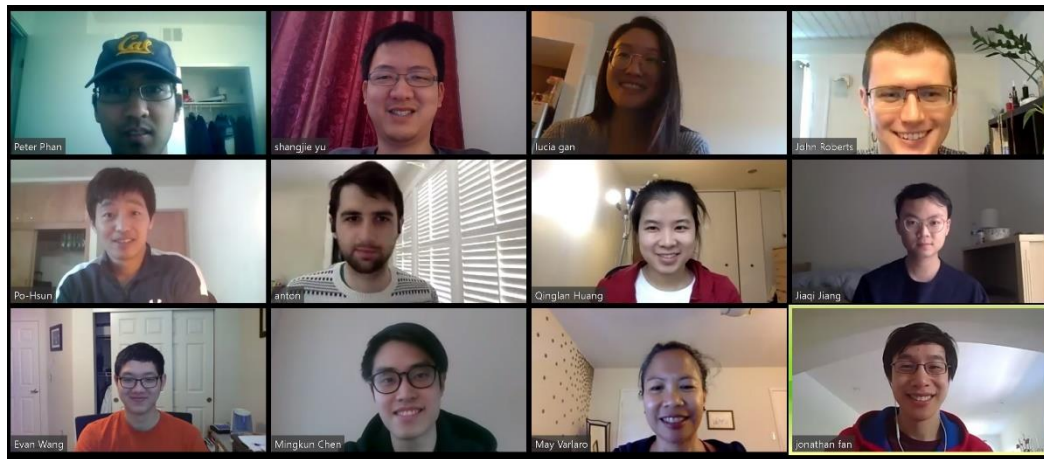 Cal
Peter Phan
shangjie yu
lucia gan
John Roberts
Po-Hsun
anton
Qinglan Huang
Jiaqi Jiang
Evan Wang
Mingkun Chen
May Varlaro
jonathan fan